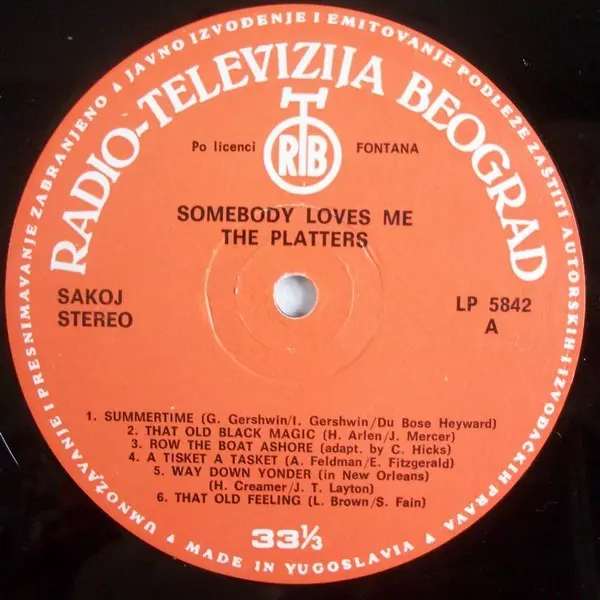 UMNOŽAVANJE I PRESNIMAVANJE ZABRANJENO ▲ JAVNO IZVOĐENJE I EMITOVANJE PODLEŽE ZAŠTITI AUTORSKIH I IZVOĐAČKIH PRAVA ▲
RADIO-TELEVIZIJA BEOGRAD
Po licenci
RTB
FONTANA
SOMEBODY LOVES ME
THE PLATTERS
SAKOJ
STEREO
LP 5842
A
1. SUMMERTIME (G. Gershwin/I. Gershwin/Du Bose Heyward)
2. THAT OLD BLACK MAGIC (H. Arlen/J. Mercer)
3. ROW THE BOAT ASHORE (adapt. by C. Hicks)
4. A TISKET A TASKET (A. Feldman/E. Fitzgerald)
5. WAY DOWN YONDER (in New Orleans)
(H. Creamer/J. T. Layton)
6. THAT OLD FEELING (L. Brown/S. Fain)
33⅓
▲ MADE IN YUGOSLAVIA ▲